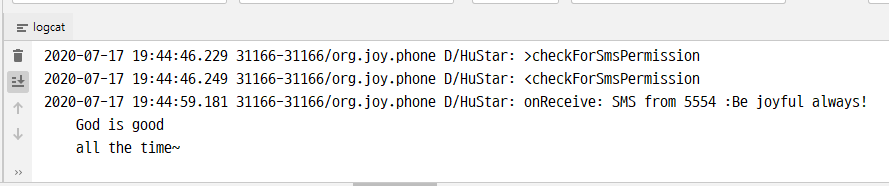 logcat
2020-07-17 19:44:46.229 31166-31166/org.joy.phone D/HuStar: >checkForSmsPermission
2020-07-17 19:44:46.249 31166-31166/org.joy.phone D/HuStar: <checkForSmsPermission
2020-07-17 19:44:59.181 31166-31166/org.joy.phone D/HuStar: onReceive: SMS from 5554 :Be joyful always!
God is good
all the time~